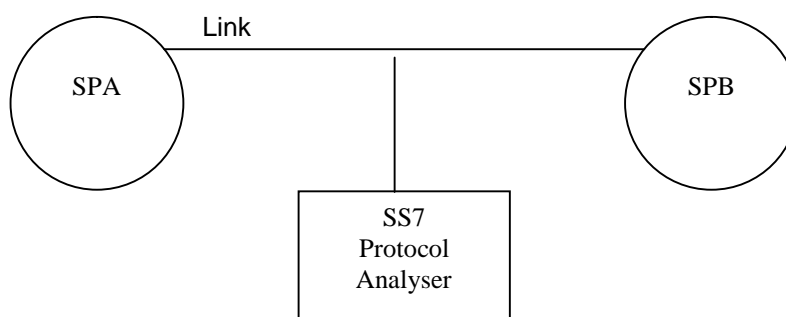 Link
SPA
SPB
SS7
Protocol
Analyser